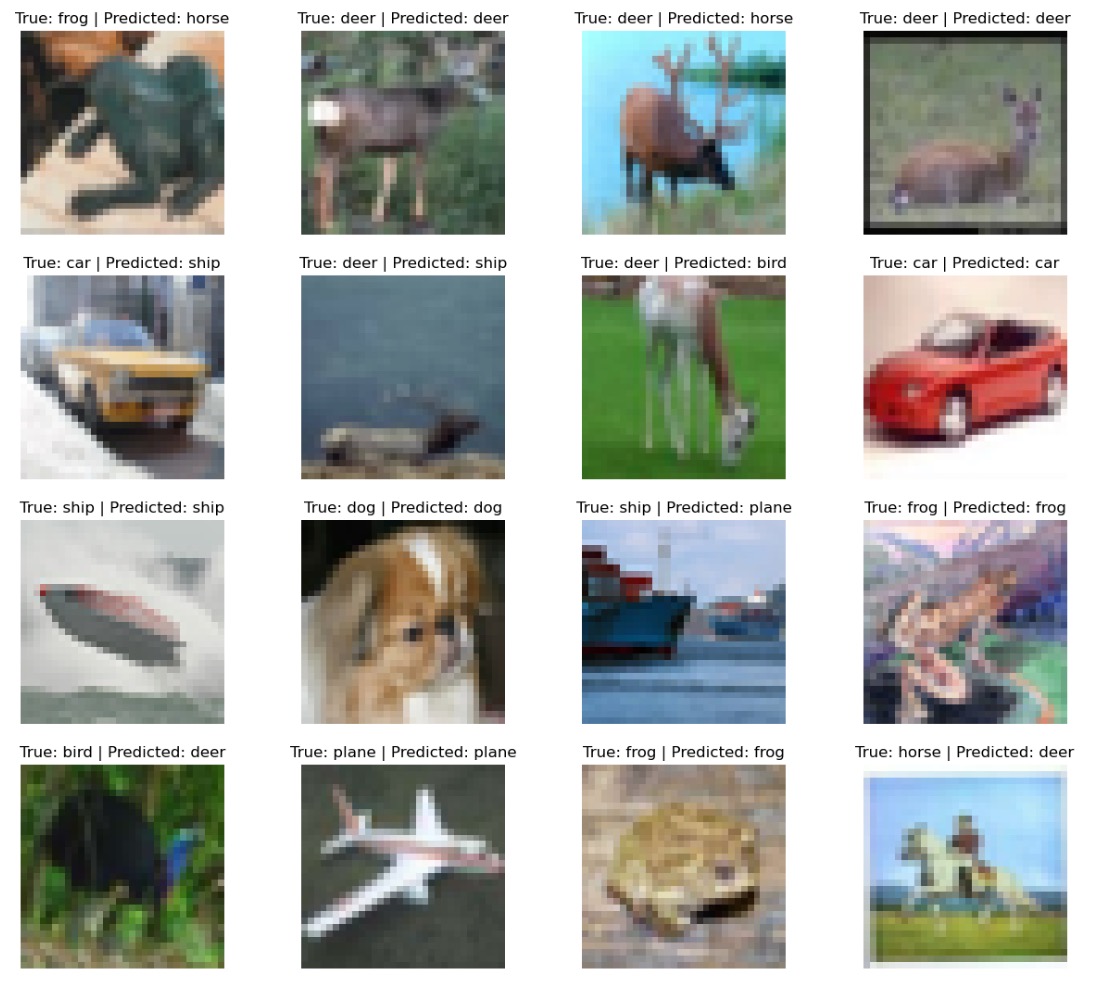 True: frog | Predicted: horse
True: deer | Predicted: deer
True: deer | Predicted: horse
True: deer | Predicted: deer
True: car | Predicted: ship
True: deer | Predicted: ship
True: deer | Predicted: bird
True: car | Predicted: car
True: ship | Predicted: ship
True: dog | Predicted: dog
True: ship | Predicted: plane
True: frog | Predicted: frog
True: bird | Predicted: deer
True: plane | Predicted: plane
True: frog | Predicted: frog
True: horse | Predicted: deer